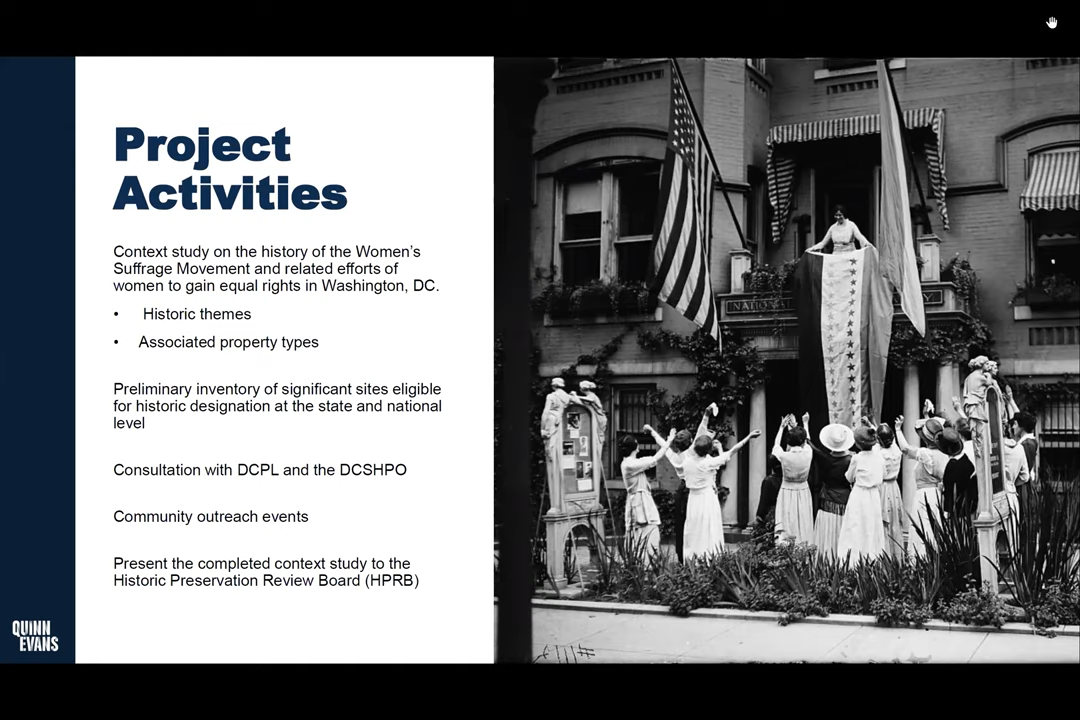 Project
Activities
Context study on the history of the Women’s
Suffrage Movement and related efforts of
women to gain equal rights in Washington, DC.
• Historic themes
• Associated property types
Preliminary inventory of significant sites eligible
for historic designation at the state and national
level
Consultation with DCPL and the DCSHPO
Community outreach events
Present the completed context study to the
Historic Preservation Review Board (HPRB)
QUINN
EVANS
NATIONAL